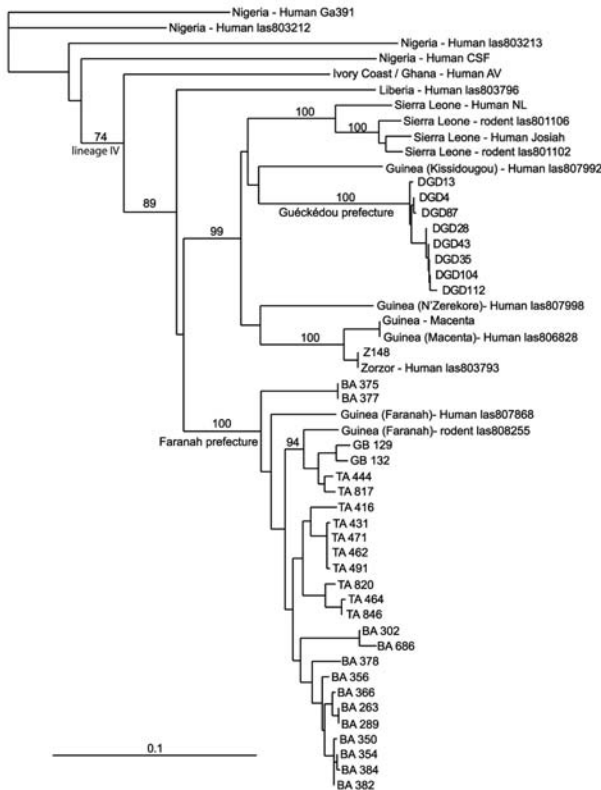 Nigeria - Human Ga391
Nigeria - Human las803212
Nigeria - Human las803213
Nigeria - Human CSF
Ivory Coast / Ghana - Human AV
74
lineage IV
Liberia - Human las803796
100
Sierra Leone - Human NL
Sierra Leone - rodent las801106
100
Sierra Leone - Human Josiah
Sierra Leone - rodent las801102
Guinea (Kissidougou) - Human las807992
DGD13
100
DGD4
89
Guéckédou prefecture
DGD87
DGD28
99
DGD43
DGD35
DGD104
DGD112
Guinea (N'Zerekore)- Human las807998
Guinea - Macenta
100
Guinea (Macenta)- Human las806828
Z148
Zorzor - Human las803793
BA 375
BA 377
100
Guinea (Faranah)- Human las807868
Faranah prefecture
Guinea (Faranah)- rodent las808255
94
GB 129
GB 132
TA 444
TA 817
TA 416
TA 431
TA 471
TA 462
TA 491
TA 820
TA 464
TA 846
BA 302
BA 686
BA 378
BA 356
BA 366
BA 263
BA 289
BA 350
0.1
BA 354
BA 384
BA 382